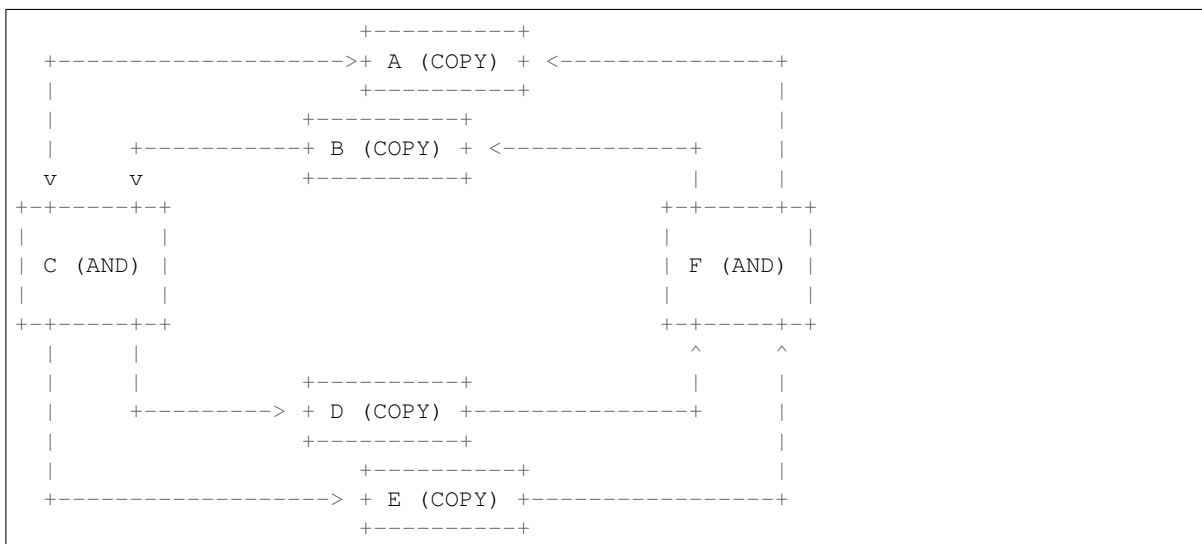 +----------+
  +------------------->+ A (COPY) + <---------------+
  |                   +----------+                |
  |                +----------+                   |
  |     +-----------+ B (COPY) + <-------------+     |
  v     v          +----------+              |     |
+-+-----+-+                               +-+-----+-+
|         |                               |         |
| C (AND) |                               | F (AND) |
|         |                               |         |
+-+-----+-+                               +-+-----+-+
  |     |                                   ^     ^
  |     |          +----------+              |     |
  |     +---------> + D (COPY) +---------------+     |
  |                +----------+                    |
  |                   +----------+                 |
  +-------------------> + E (COPY) +-----------------+
                      +----------+